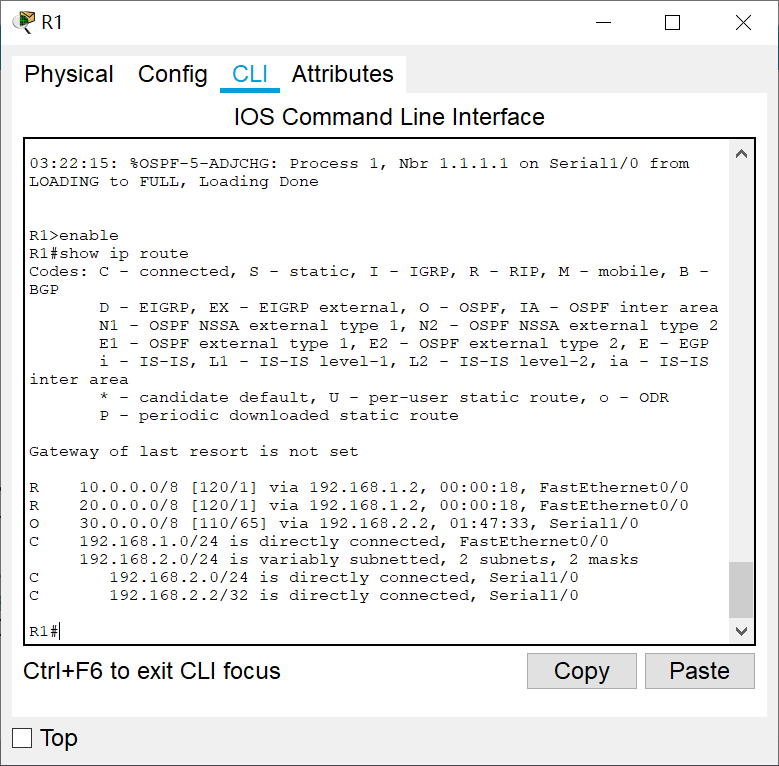 R1
Physical Config CLI Attributes
IOS Command Line Interface
03:22:15: %OSPF-5-ADJCHG: Process 1, Nbr 1.1.1.1 on Serial1/0 from
LOADING to FULL, Loading Done
R1>enable
R1#show ip route
Codes: C - connected, S - static, I - IGRP, R - RIP, M - mobile, B -
BGP
D - EIGRP, EX - EIGRP external, O - OSPF, IA - OSPF inter area
N1 - OSPF NSSA external type 1, N2 - OSPF NSSA external type 2
E1 - OSPF external type 1, E2 - OSPF external type 2, E - EGP
i - IS-IS, L1 - IS-IS level-1, L2 - IS-IS level-2, ia - IS-IS
inter area
* - candidate default, U - per-user static route, o - ODR
P - periodic downloaded static route
Gateway of last resort is not set
R 10.0.0.0/8 [120/1] via 192.168.1.2, 00:00:18, FastEthernet0/0
R 20.0.0.0/8 [120/1] via 192.168.1.2, 00:00:18, FastEthernet0/0
O 30.0.0.0/8 [110/65] via 192.168.2.2, 01:47:33, Serial1/0
C 192.168.1.0/24 is directly connected, FastEthernet0/0
192.168.2.0/24 is variably subnetted, 2 subnets, 2 masks
C 192.168.2.0/24 is directly connected, Serial1/0
C 192.168.2.2/32 is directly connected, Serial1/0
R1#
Ctrl+F6 to exit CLI focus Copy Paste
Top